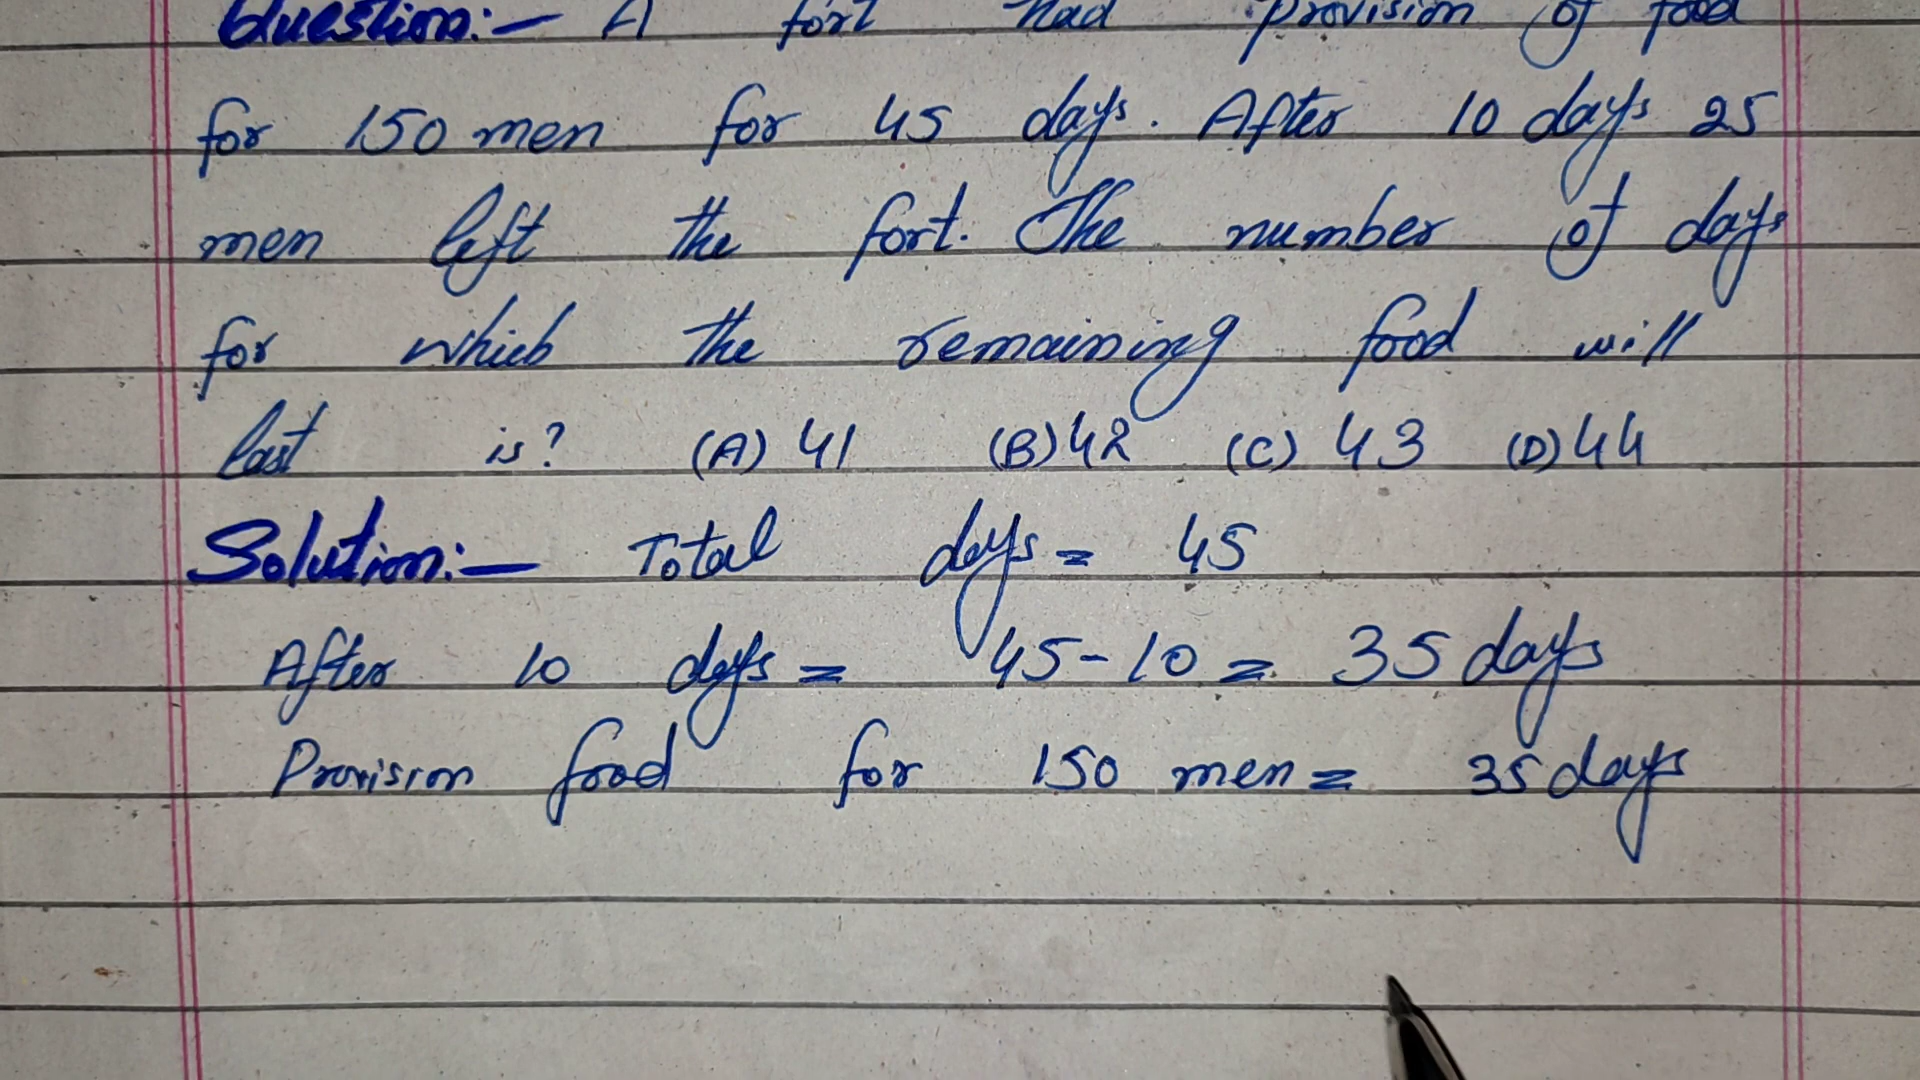 Question:- A fort had provision of food
for 150 men for 45 days. After 10 days 25
men left the fort. The number of days
for which the remaining food will
last is? (A) 41 (B) 42 (C) 43 (D) 44
Solution:- Total days = 45
After 10 days = 45-10 = 35 days
Provision food for 150 men = 35 days